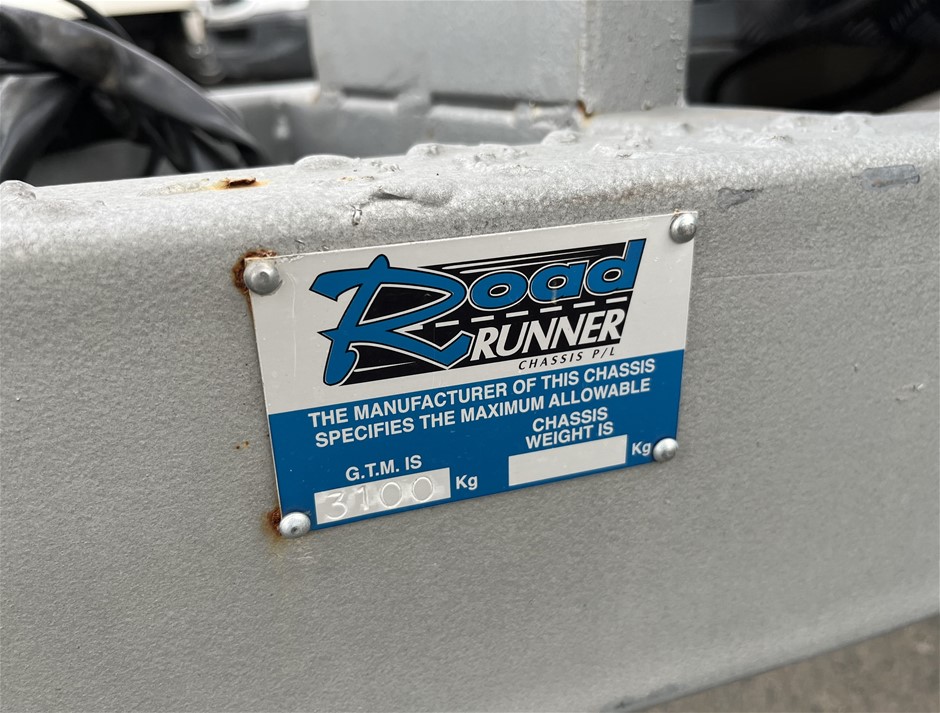 Road
RUNNER
CHASSIS P/L
THE MANUFACTURER OF THIS CHASSIS
SPECIFIES THE MAXIMUM ALLOWABLE
G.T.M. IS
3100 Kg
CHASSIS
WEIGHT IS
Kg